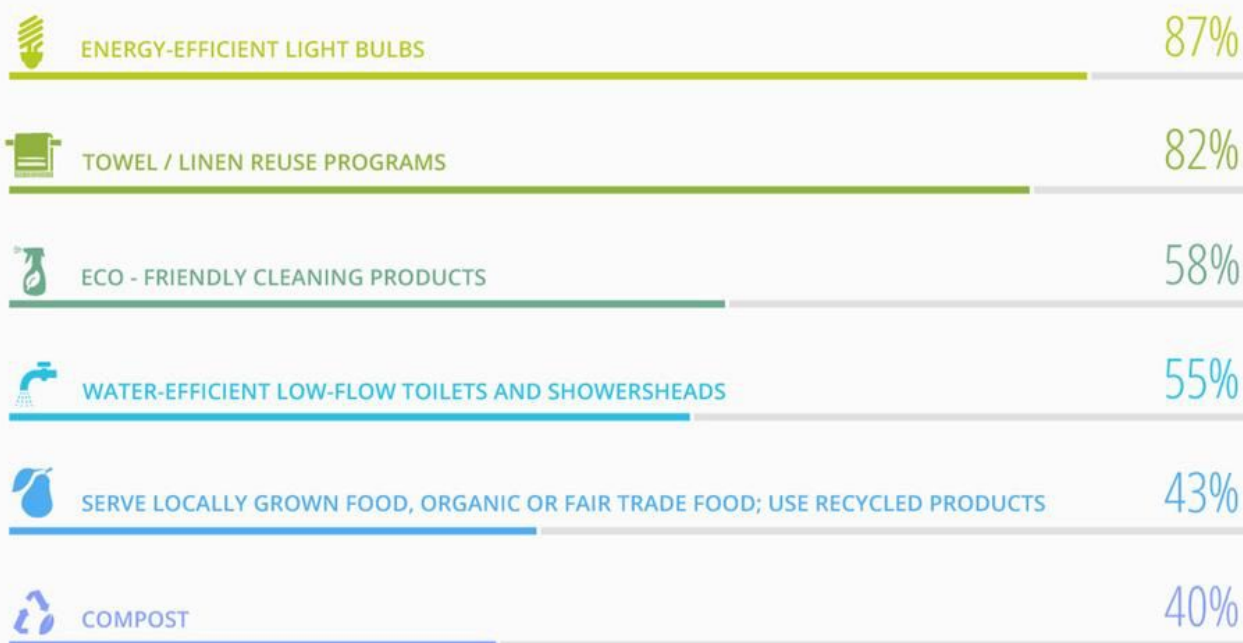 ENERGY-EFFICIENT LIGHT BULBS 87%
TOWEL / LINEN REUSE PROGRAMS 82%
ECO - FRIENDLY CLEANING PRODUCTS 58%
WATER-EFFICIENT LOW-FLOW TOILETS AND SHOWERSHEADS 55%
SERVE LOCALLY GROWN FOOD, ORGANIC OR FAIR TRADE FOOD; USE RECYCLED PRODUCTS 43%
COMPOST 40%